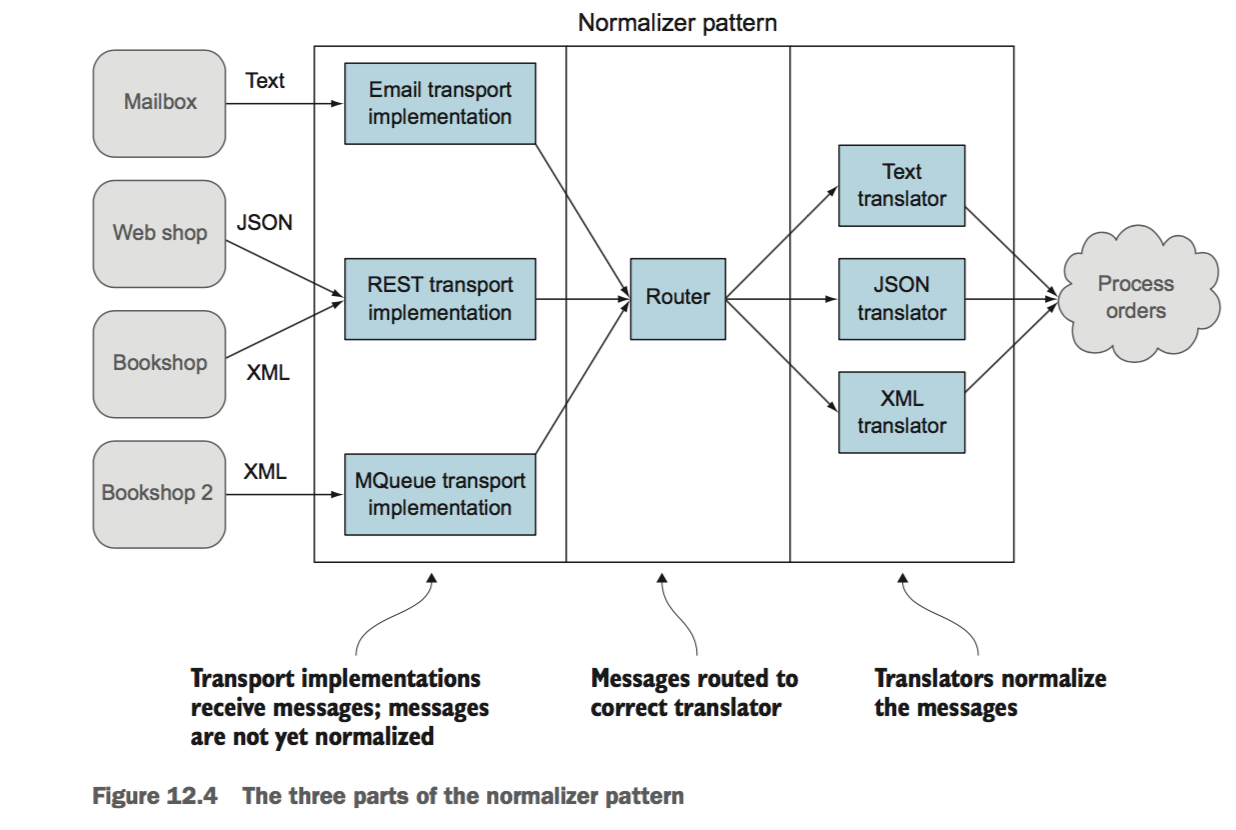 Normalizer pattern
Mailbox
Text
Email transport
implementation
Web shop
JSON
Bookshop
XML
REST transport
implementation
Bookshop 2
XML
MQueue transport
implementation
Router
Text
translator
JSON
translator
XML
translator
Process
orders
Transport implementations
receive messages; messages
are not yet normalized
Messages routed to
correct translator
Translators normalize
the messages
Figure 12.4 The three parts of the normalizer pattern